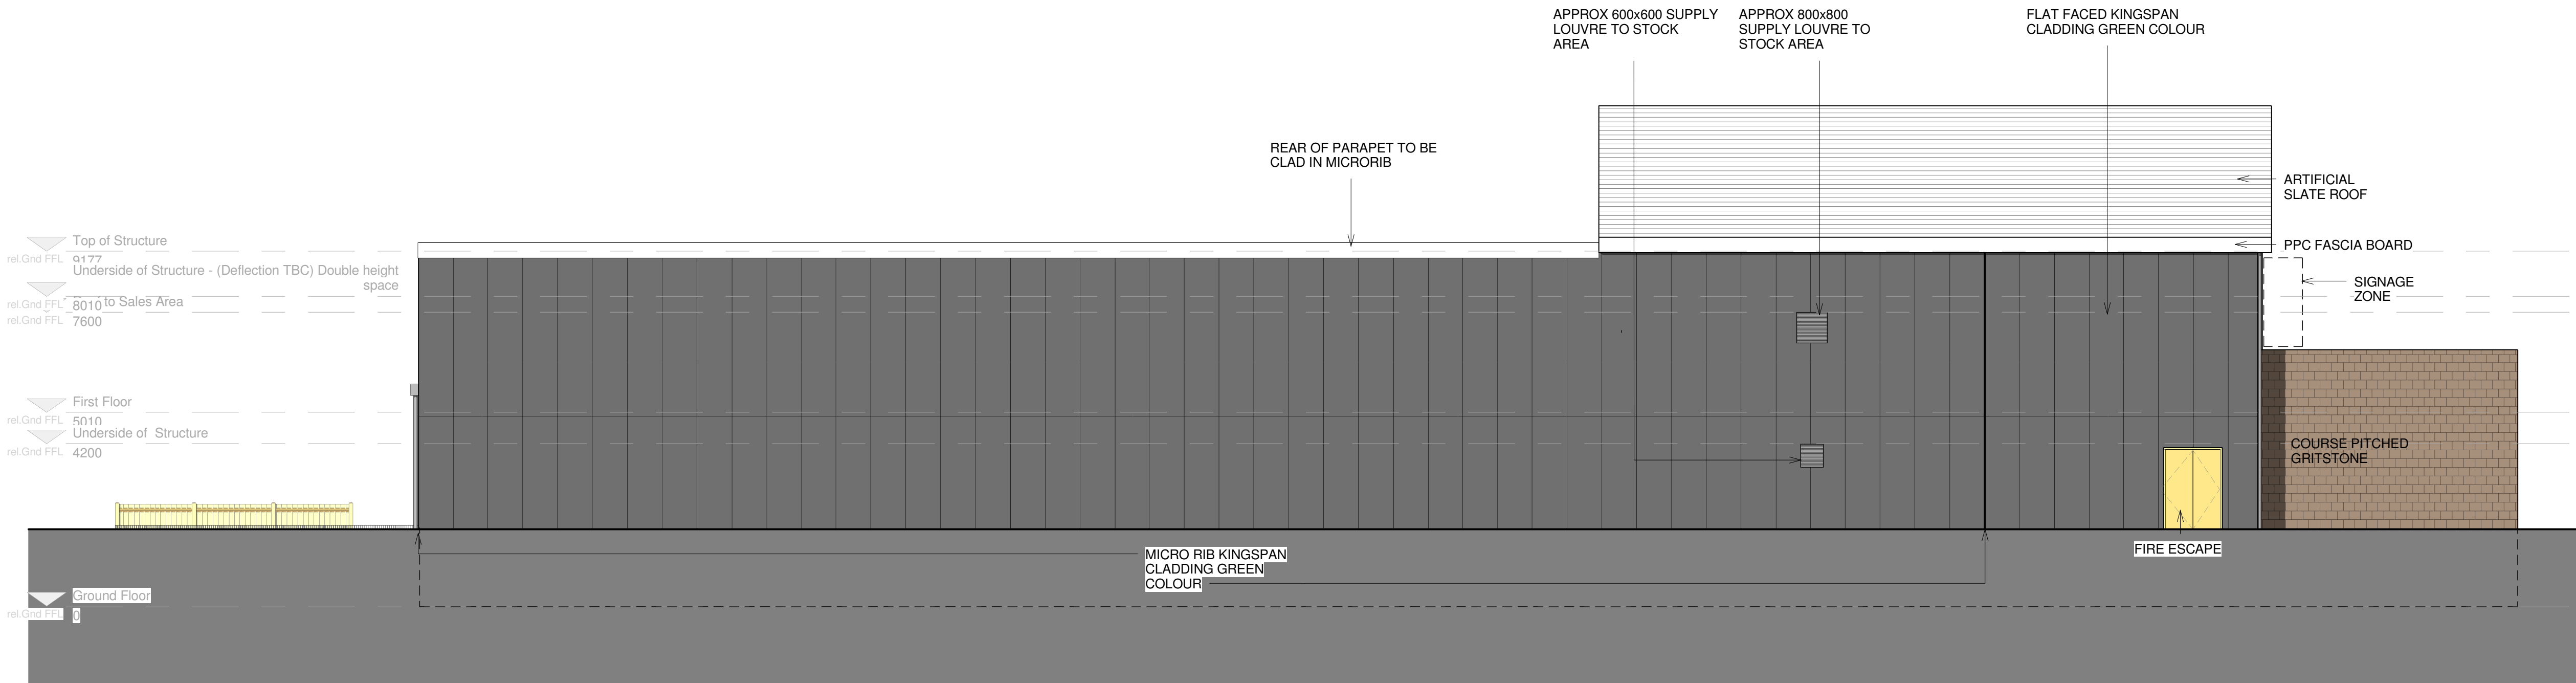 APPROX 600x600 SUPPLY
LOUVRE TO STOCK
AREA
APPROX 800x800
SUPPLY LOUVRE TO
STOCK AREA
FLAT FACED KINGSPAN
CLADDING GREEN COLOUR
REAR OF PARAPET TO BE
CLAD IN MICRORIB
ARTIFICIAL
SLATE ROOF
PPC FASCIA BOARD
SIGNAGE
ZONE
Top of Structure
rel.Gnd FFL 9177
Underside of Structure - (Deflection TBC) Double height
space
rel.Gnd FFL 8010
to Sales Area
rel.Gnd FFL 7600
First Floor
rel.Gnd FFL 5010
Underside of Structure
rel.Gnd FFL 4200
COURSE PITCHED
GRITSTONE
FIRE ESCAPE
MICRO RIB KINGSPAN
CLADDING GREEN
COLOUR
Ground Floor
rel.Gnd FFL 0